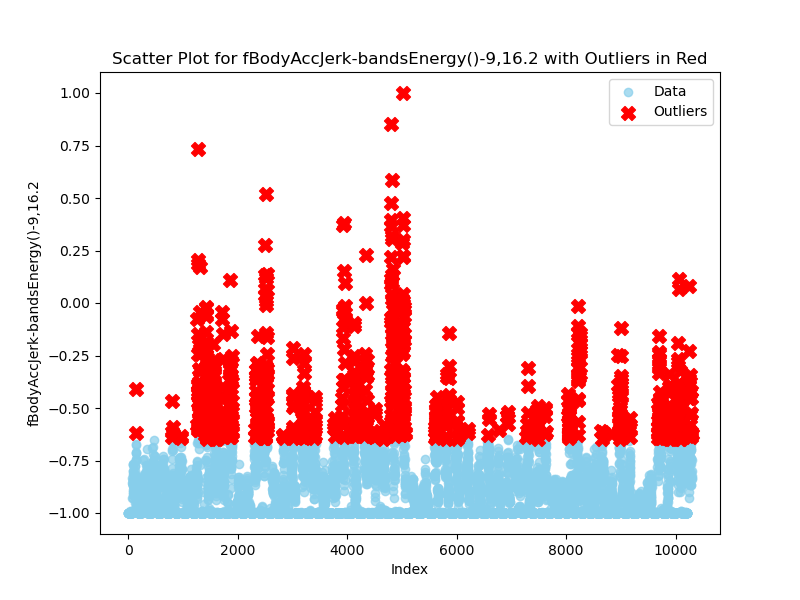 Scatter Plot for fBodyAccJerk-bandsEnergy()-9,16.2 with Outliers in Red
Data
Outliers
fBodyAccJerk-bandsEnergy()-9,16.2
1.00
0.75
0.50
0.25
0.00
−0.25
−0.50
−0.75
−1.00
0 2000 4000 6000 8000 10000
Index